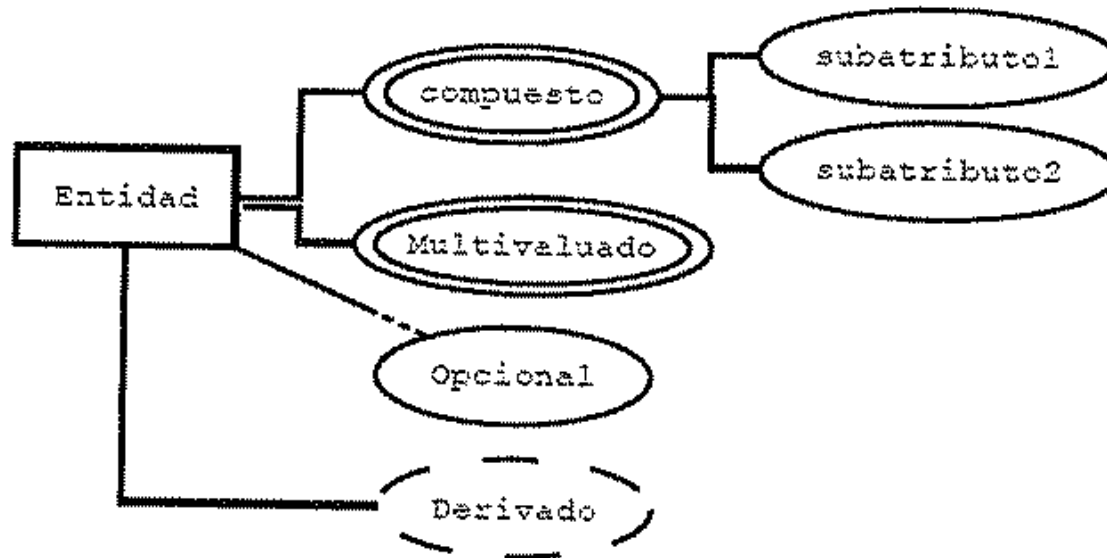 subatributo1
compuesto
subatributo2
Entidad
Multivaluado
Opcional
Derivado